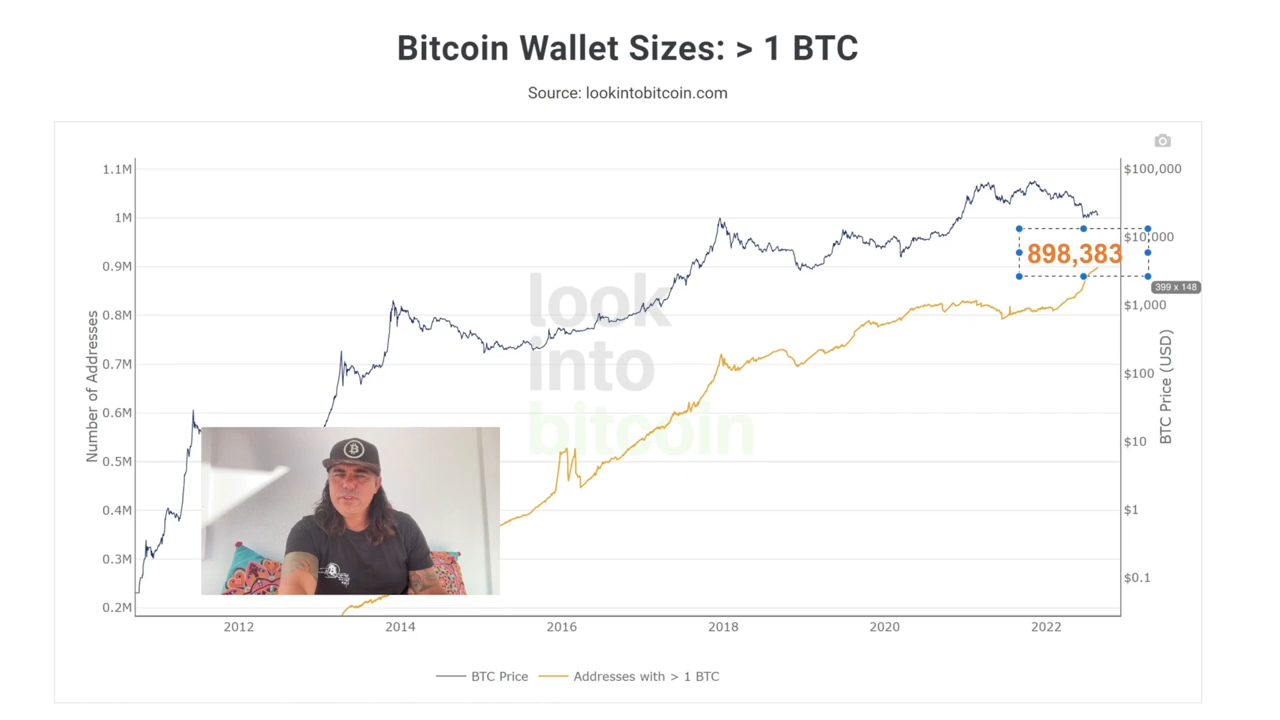 Bitcoin Wallet Sizes: > 1 BTC
Source: lookintobitcoin.com
1.1M
1M
0.9M
0.8M
0.7M
0.6M
0.5M
0.4M
0.3M
0.2M
Number of Addresses
look
into
bitcoin
898,383
399 x 148
$100,000
$10,000
$1,000
$100
$10
$1
$0.1
BTC Price (USD)
2012
2014
2016
2018
2020
2022
BTC Price
Addresses with > 1 BTC